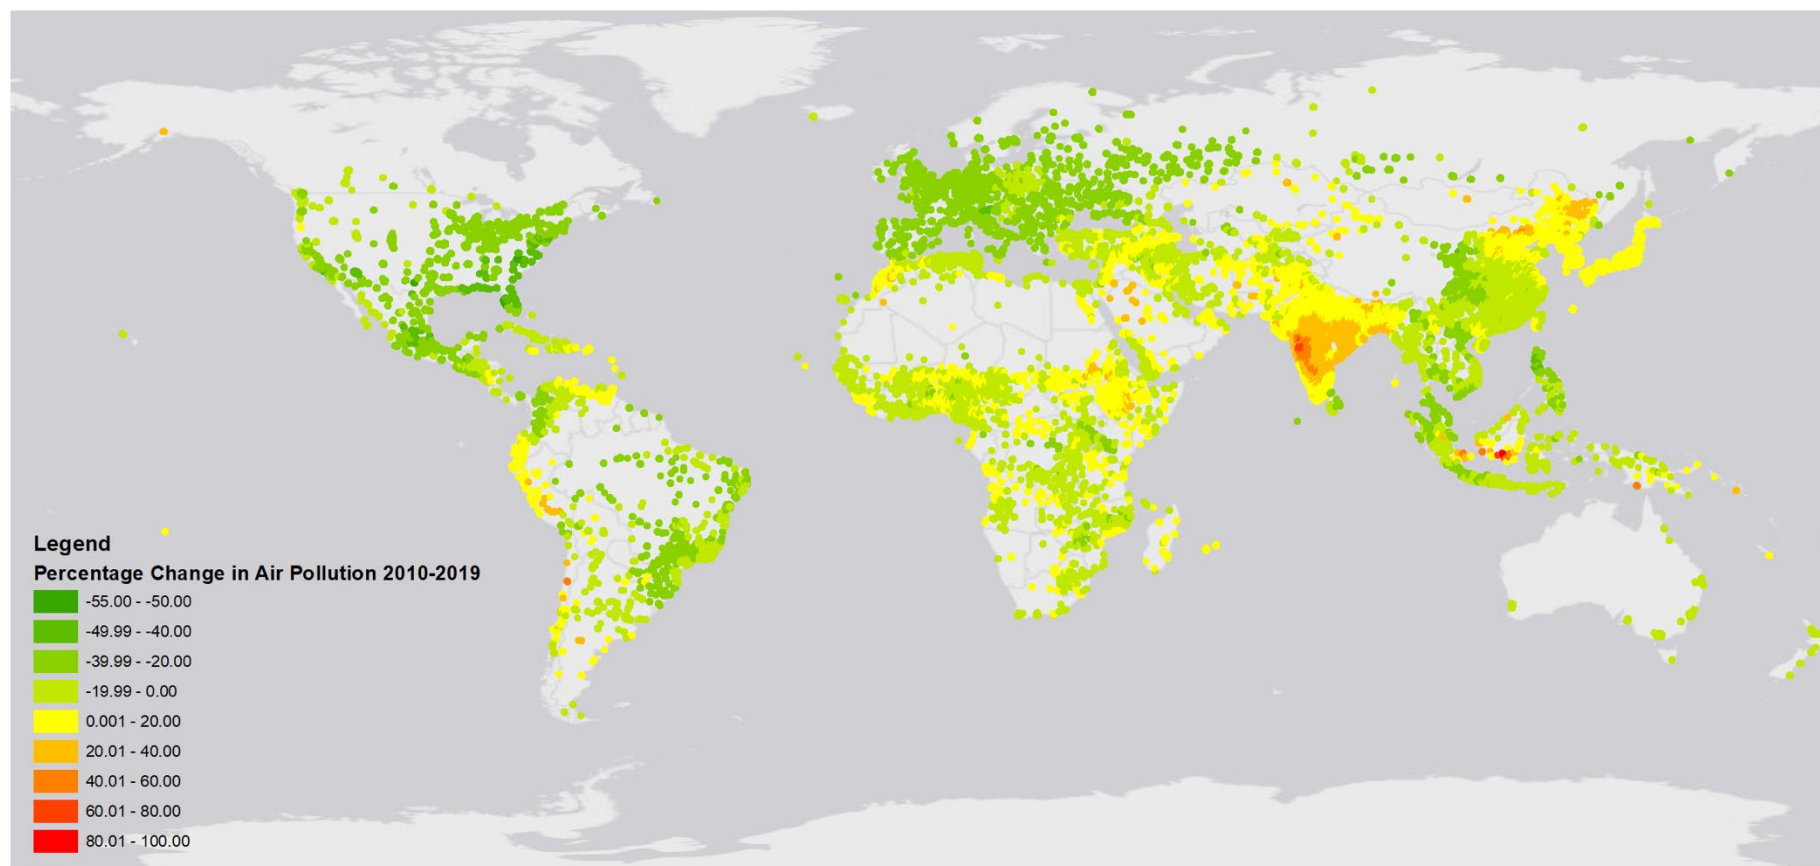 Legend
Percentage Change in Air Pollution 2010-2019
-55.00 - -50.00
-49.99 - -40.00
-39.99 - -20.00
-19.99 - 0.00
0.001 - 20.00
20.01 - 40.00
40.01 - 60.00
60.01 - 80.00
80.01 - 100.00